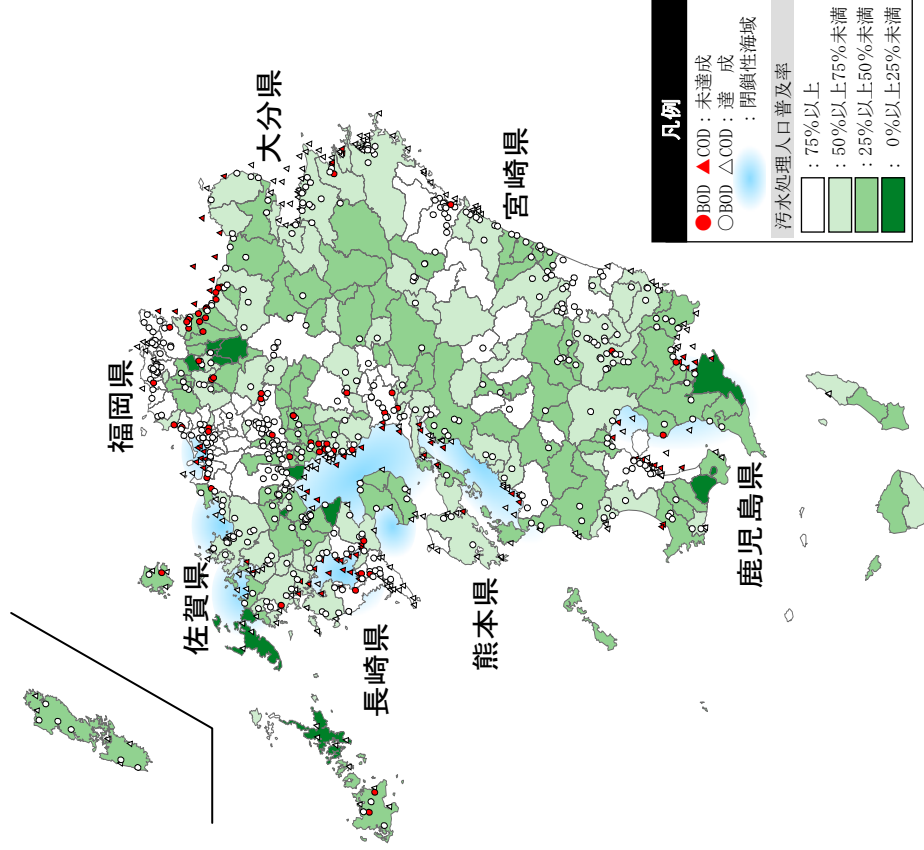 福岡県
大分県
佐賀県
長崎県
熊本県
宮崎県
鹿児島県
凡例
●BOD ▲COD：未達成
○BOD △COD：達　成
：閉鎖性海域
汚水処理人口普及率
：75％以上
：50％以上75％未満
：25％以上50％未満
：0％以上25％未満